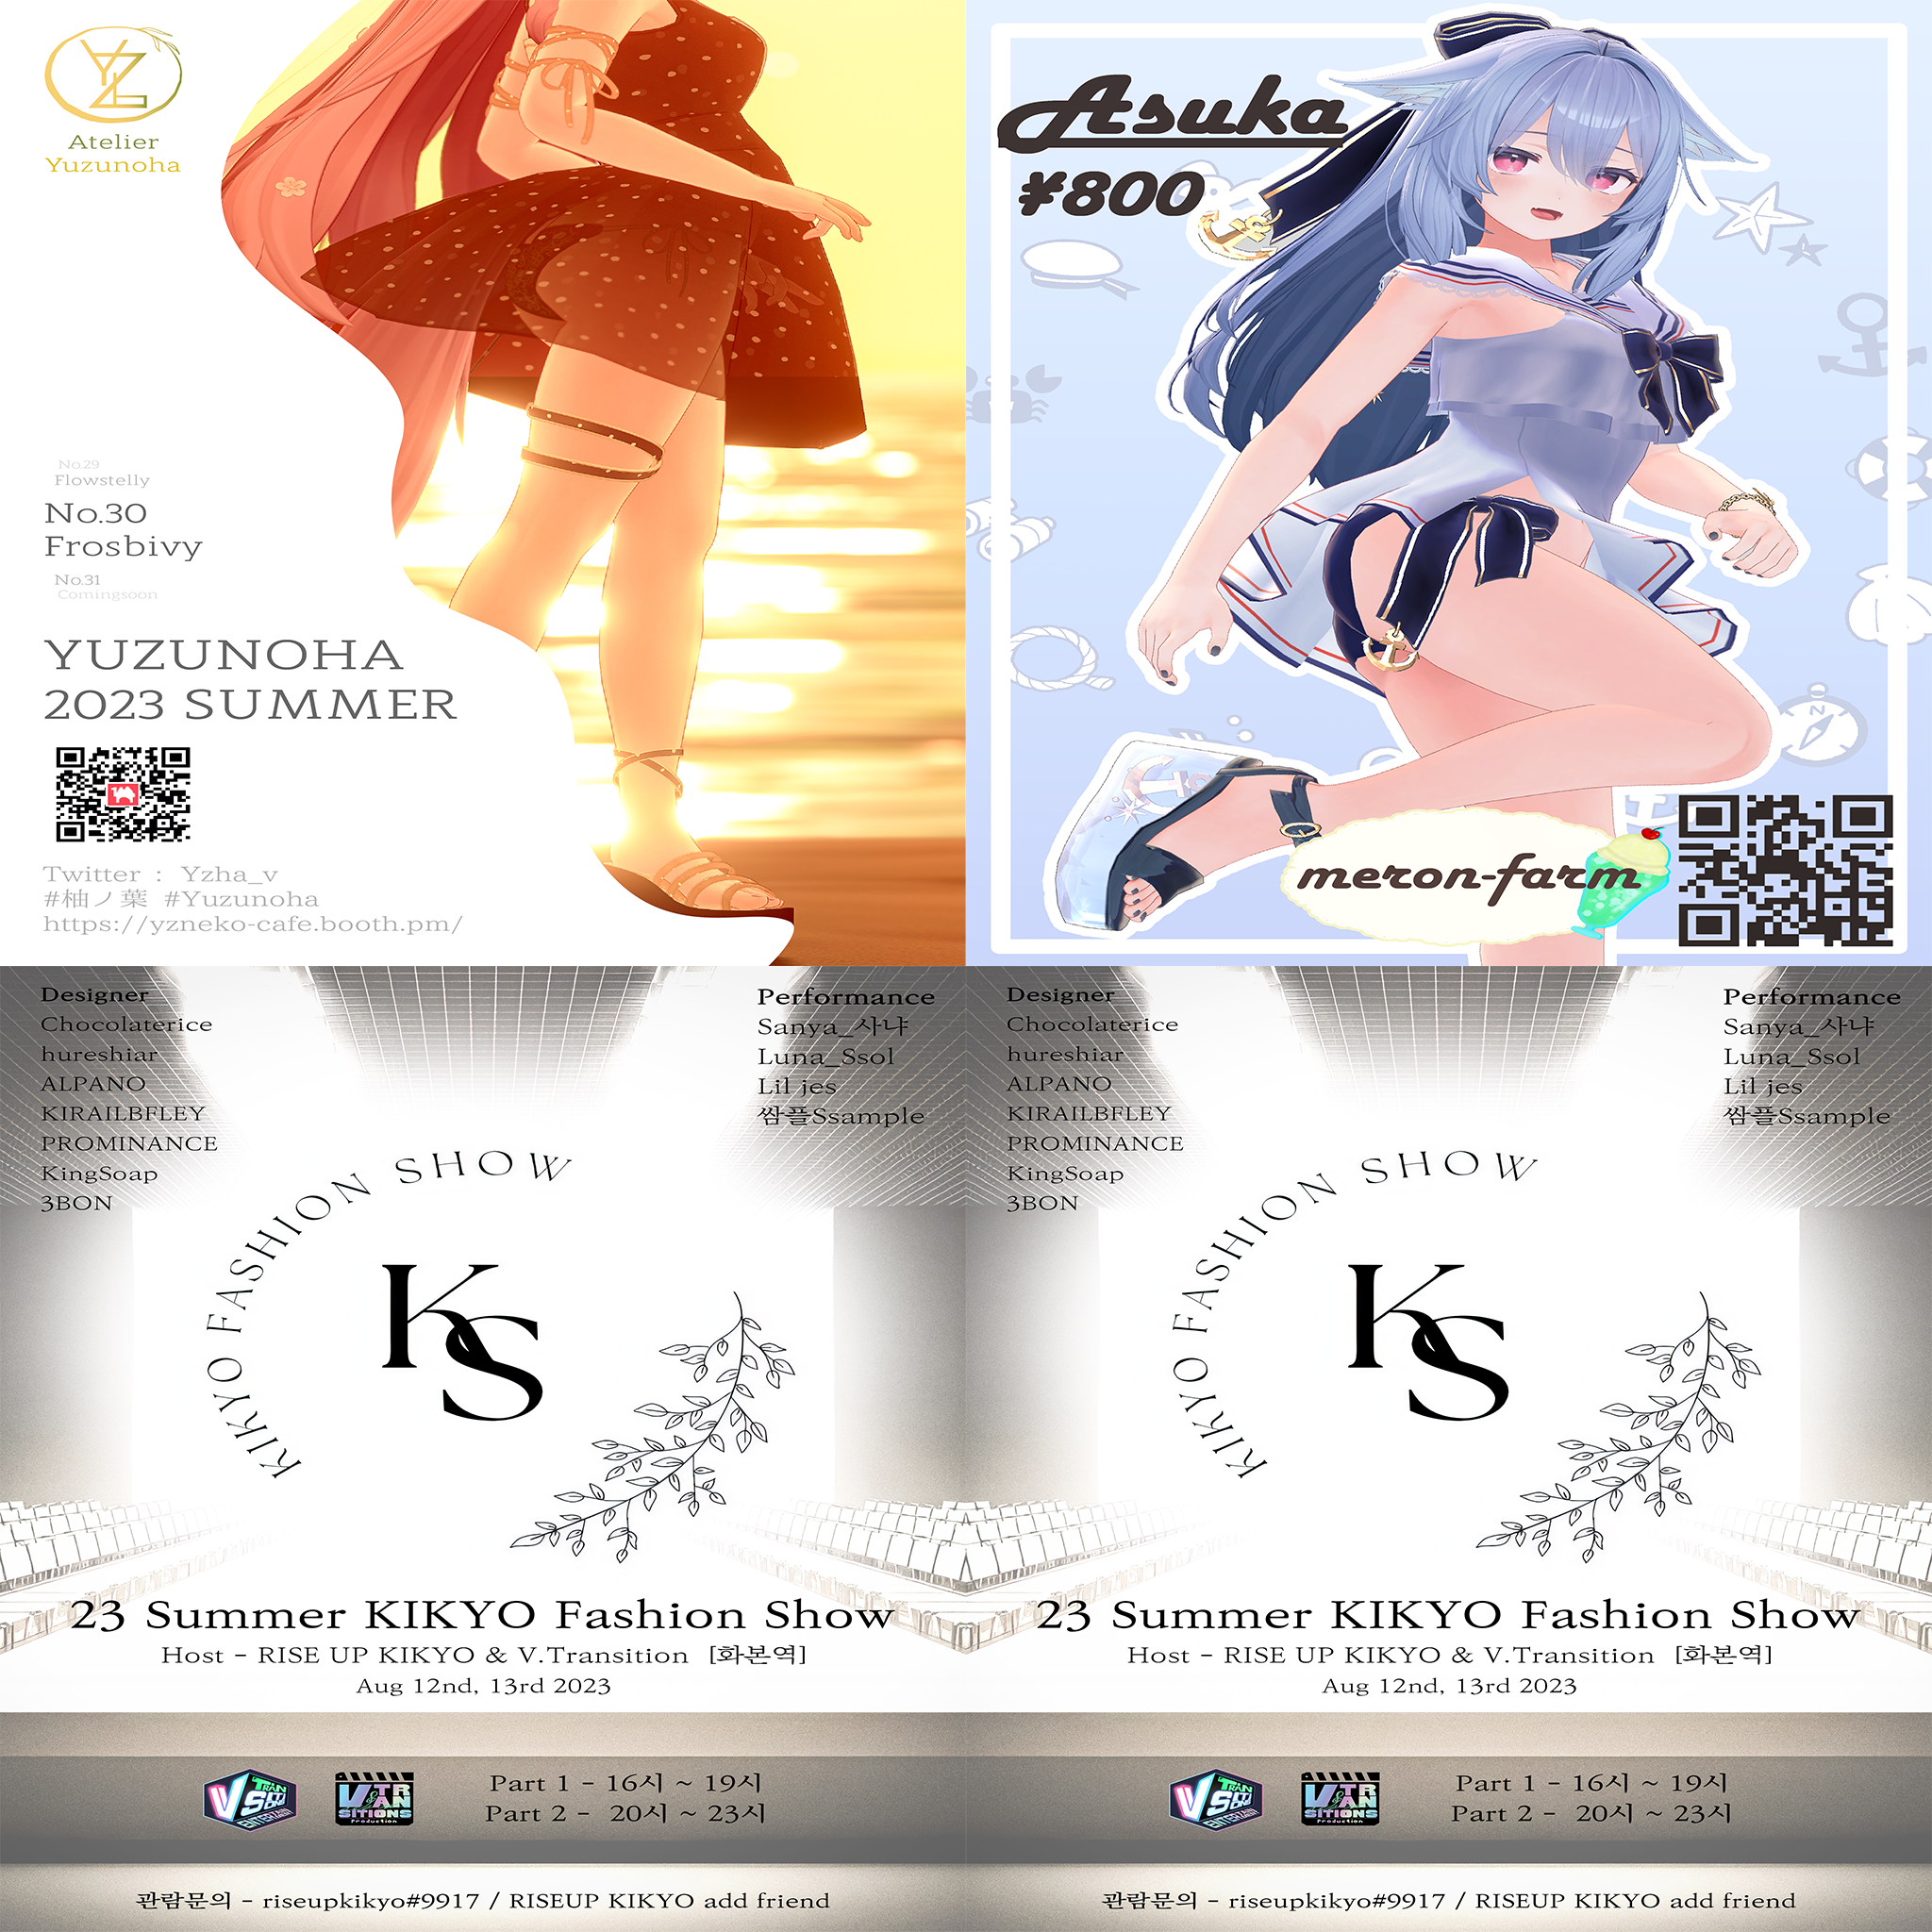 YZ
Atelier
Yuzunoha
No.29
Flowstelly
No.30
Frosbivy
No.31
Comingsoon
YUZUNOHA
2023 SUMMER
Twitter : Yzha_v
#柚ノ葉 #Yuzunoha
https://yzneko-cafe.booth.pm/
Asuka
¥800
N
meron-farm
Designer
Chocolaterice
hureshiar
ALPANO
KIRAILBFLEY
PROMINANCE
KingSoap
3BON
Performance
Sanya_사냐
Luna_Ssol
Lil jes
쌈플Ssample
KIKYO FASHION SHOW
KS
23 Summer KIKYO Fashion Show
Host - RISE UP KIKYO & V.Transition [화본역]
Aug 12nd, 13rd 2023
Part 1 - 16시 ~ 19시
Part 2 - 20시 ~ 23시
관람문의 - riseupkikyo#9917 / RISEUP KIKYO add friend
Designer
Chocolaterice
hureshiar
ALPANO
KIRAILBFLEY
PROMINANCE
KingSoap
3BON
Performance
Sanya_사냐
Luna_Ssol
Lil jes
쌈플Ssample
KIKYO FASHION SHOW
KS
23 Summer KIKYO Fashion Show
Host - RISE UP KIKYO & V.Transition [화본역]
Aug 12nd, 13rd 2023
Part 1 - 16시 ~ 19시
Part 2 - 20시 ~ 23시
관람문의 - riseupkikyo#9917 / RISEUP KIKYO add friend